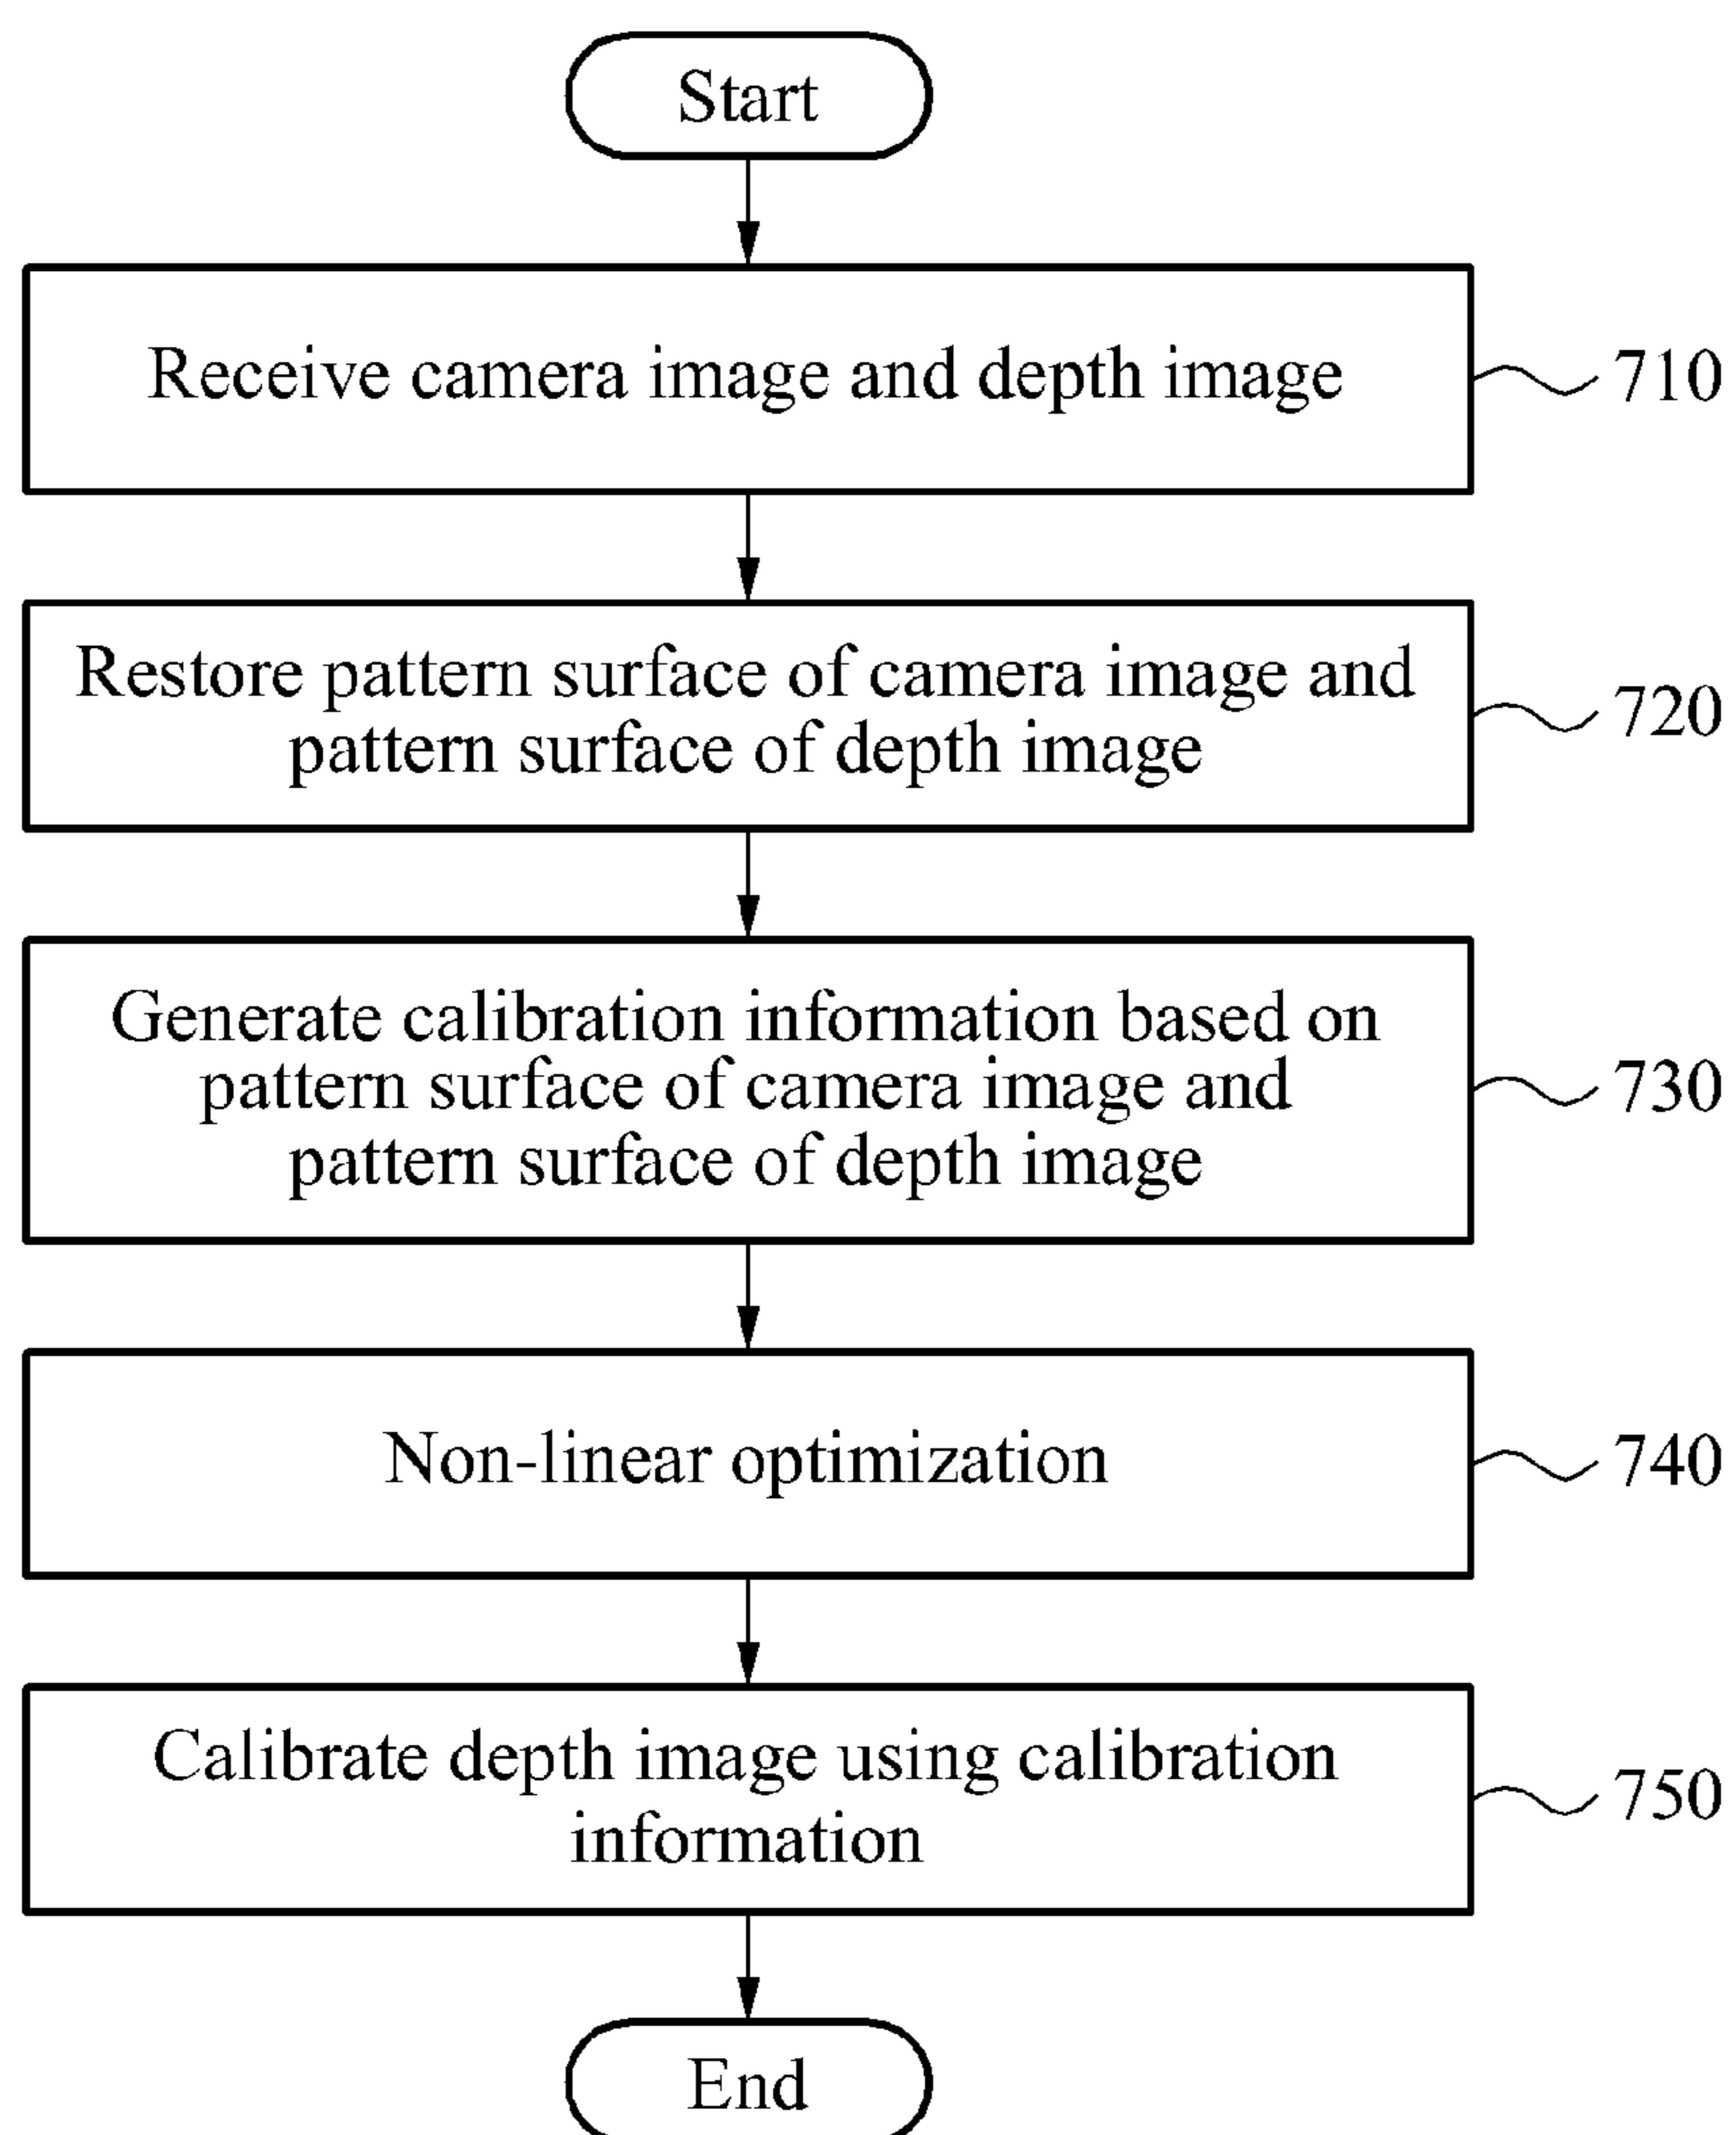 Start
Receive camera image and depth image
710
Restore pattern surface of camera image and
pattern surface of depth image
720
Generate calibration information based on
pattern surface of camera image and
pattern surface of depth image
730
Non-linear optimization
740
Calibrate depth image using calibration
information
750
End